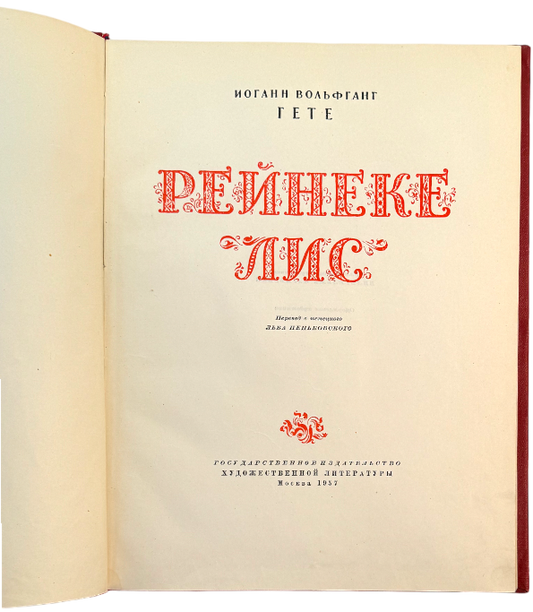 ИОГАНН ВОЛЬФГАНГ
ГЕТЕ
РЕЙНЕКЕ
ЛИС
Перевод с немецкого
ЛЬВА ПЕНЬКОВСКОГО
ГОСУДАРСТВЕННОЕ ИЗДАТЕЛЬСТВО
ХУДОЖЕСТВЕННОЙ ЛИТЕРАТУРЫ
Москва 1957